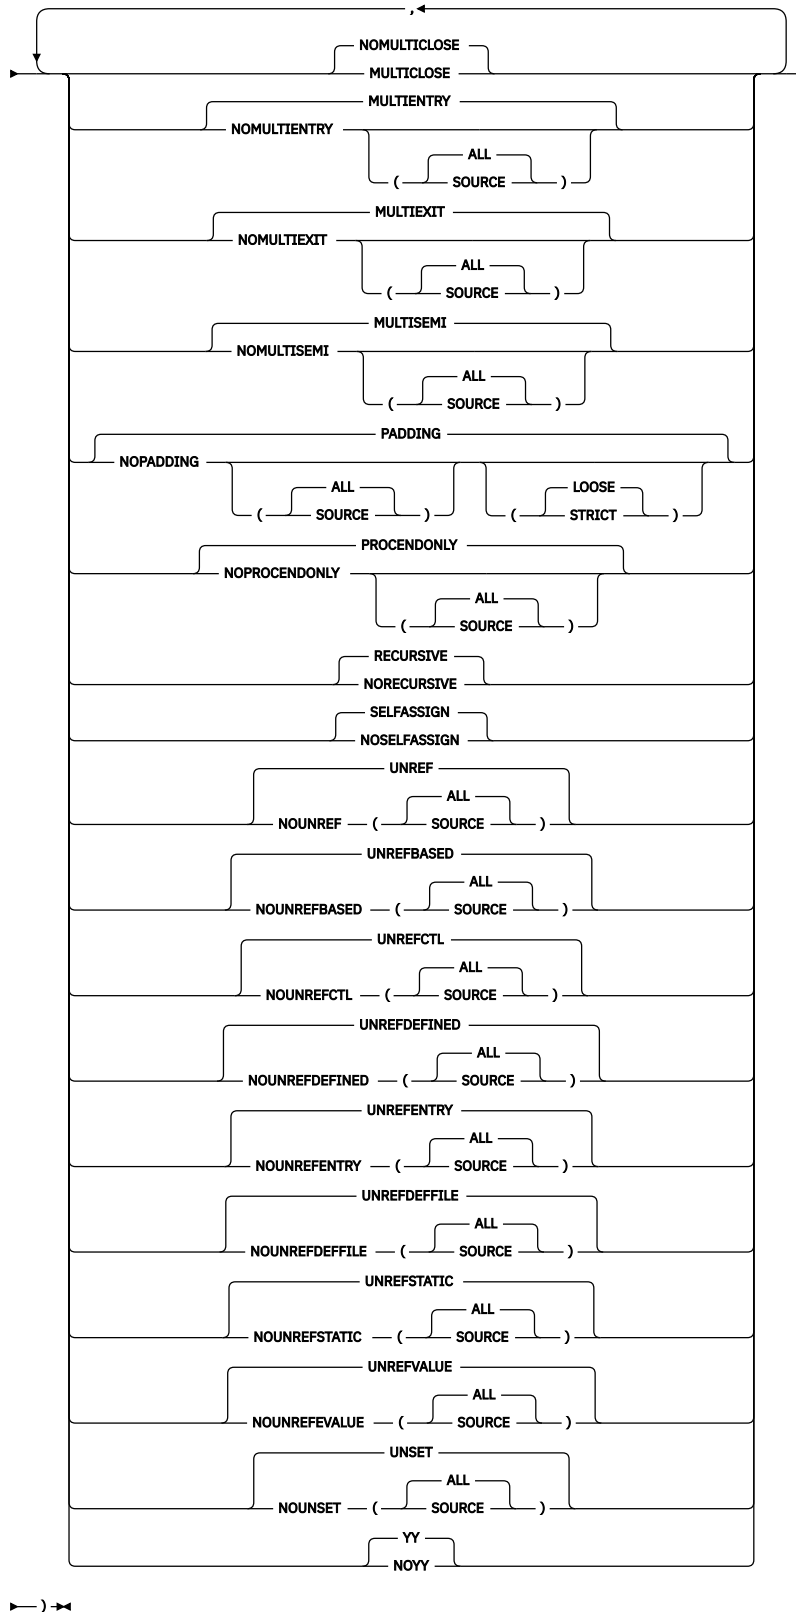 ,
NOMULTICLOSE
MULTICLOSE
MULTIENTRY
NOMULTIENTRY
ALL
( SOURCE )
MULTIEXIT
NOMULTIEXIT
ALL
( SOURCE )
MULTISEMI
NOMULTISEMI
ALL
( SOURCE )
PADDING
NOPADDING
ALL LOOSE
( SOURCE ) ( STRICT )
PROCENDONLY
NOPROCENDONLY
ALL
( SOURCE )
RECURSIVE
NORECURSIVE
SELFASSIGN
NOSELFASSIGN
UNREF
ALL
NOUNREF ( SOURCE )
UNREFBASED
ALL
NOUNREFBASED ( SOURCE )
UNREFCTL
ALL
NOUNREFCTL ( SOURCE )
UNREFDEFINED
ALL
NOUNREFDEFINED ( SOURCE )
UNREFENTRY
ALL
NOUNREFENTRY ( SOURCE )
UNREFDEFFILE
ALL
NOUNREFDEFFILE ( SOURCE )
UNREFSTATIC
ALL
NOUNREFSTATIC ( SOURCE )
UNREFVALUE
ALL
NOUNREFEVALUE ( SOURCE )
UNSET
ALL
NOUNSET ( SOURCE )
YY
NOYY
)